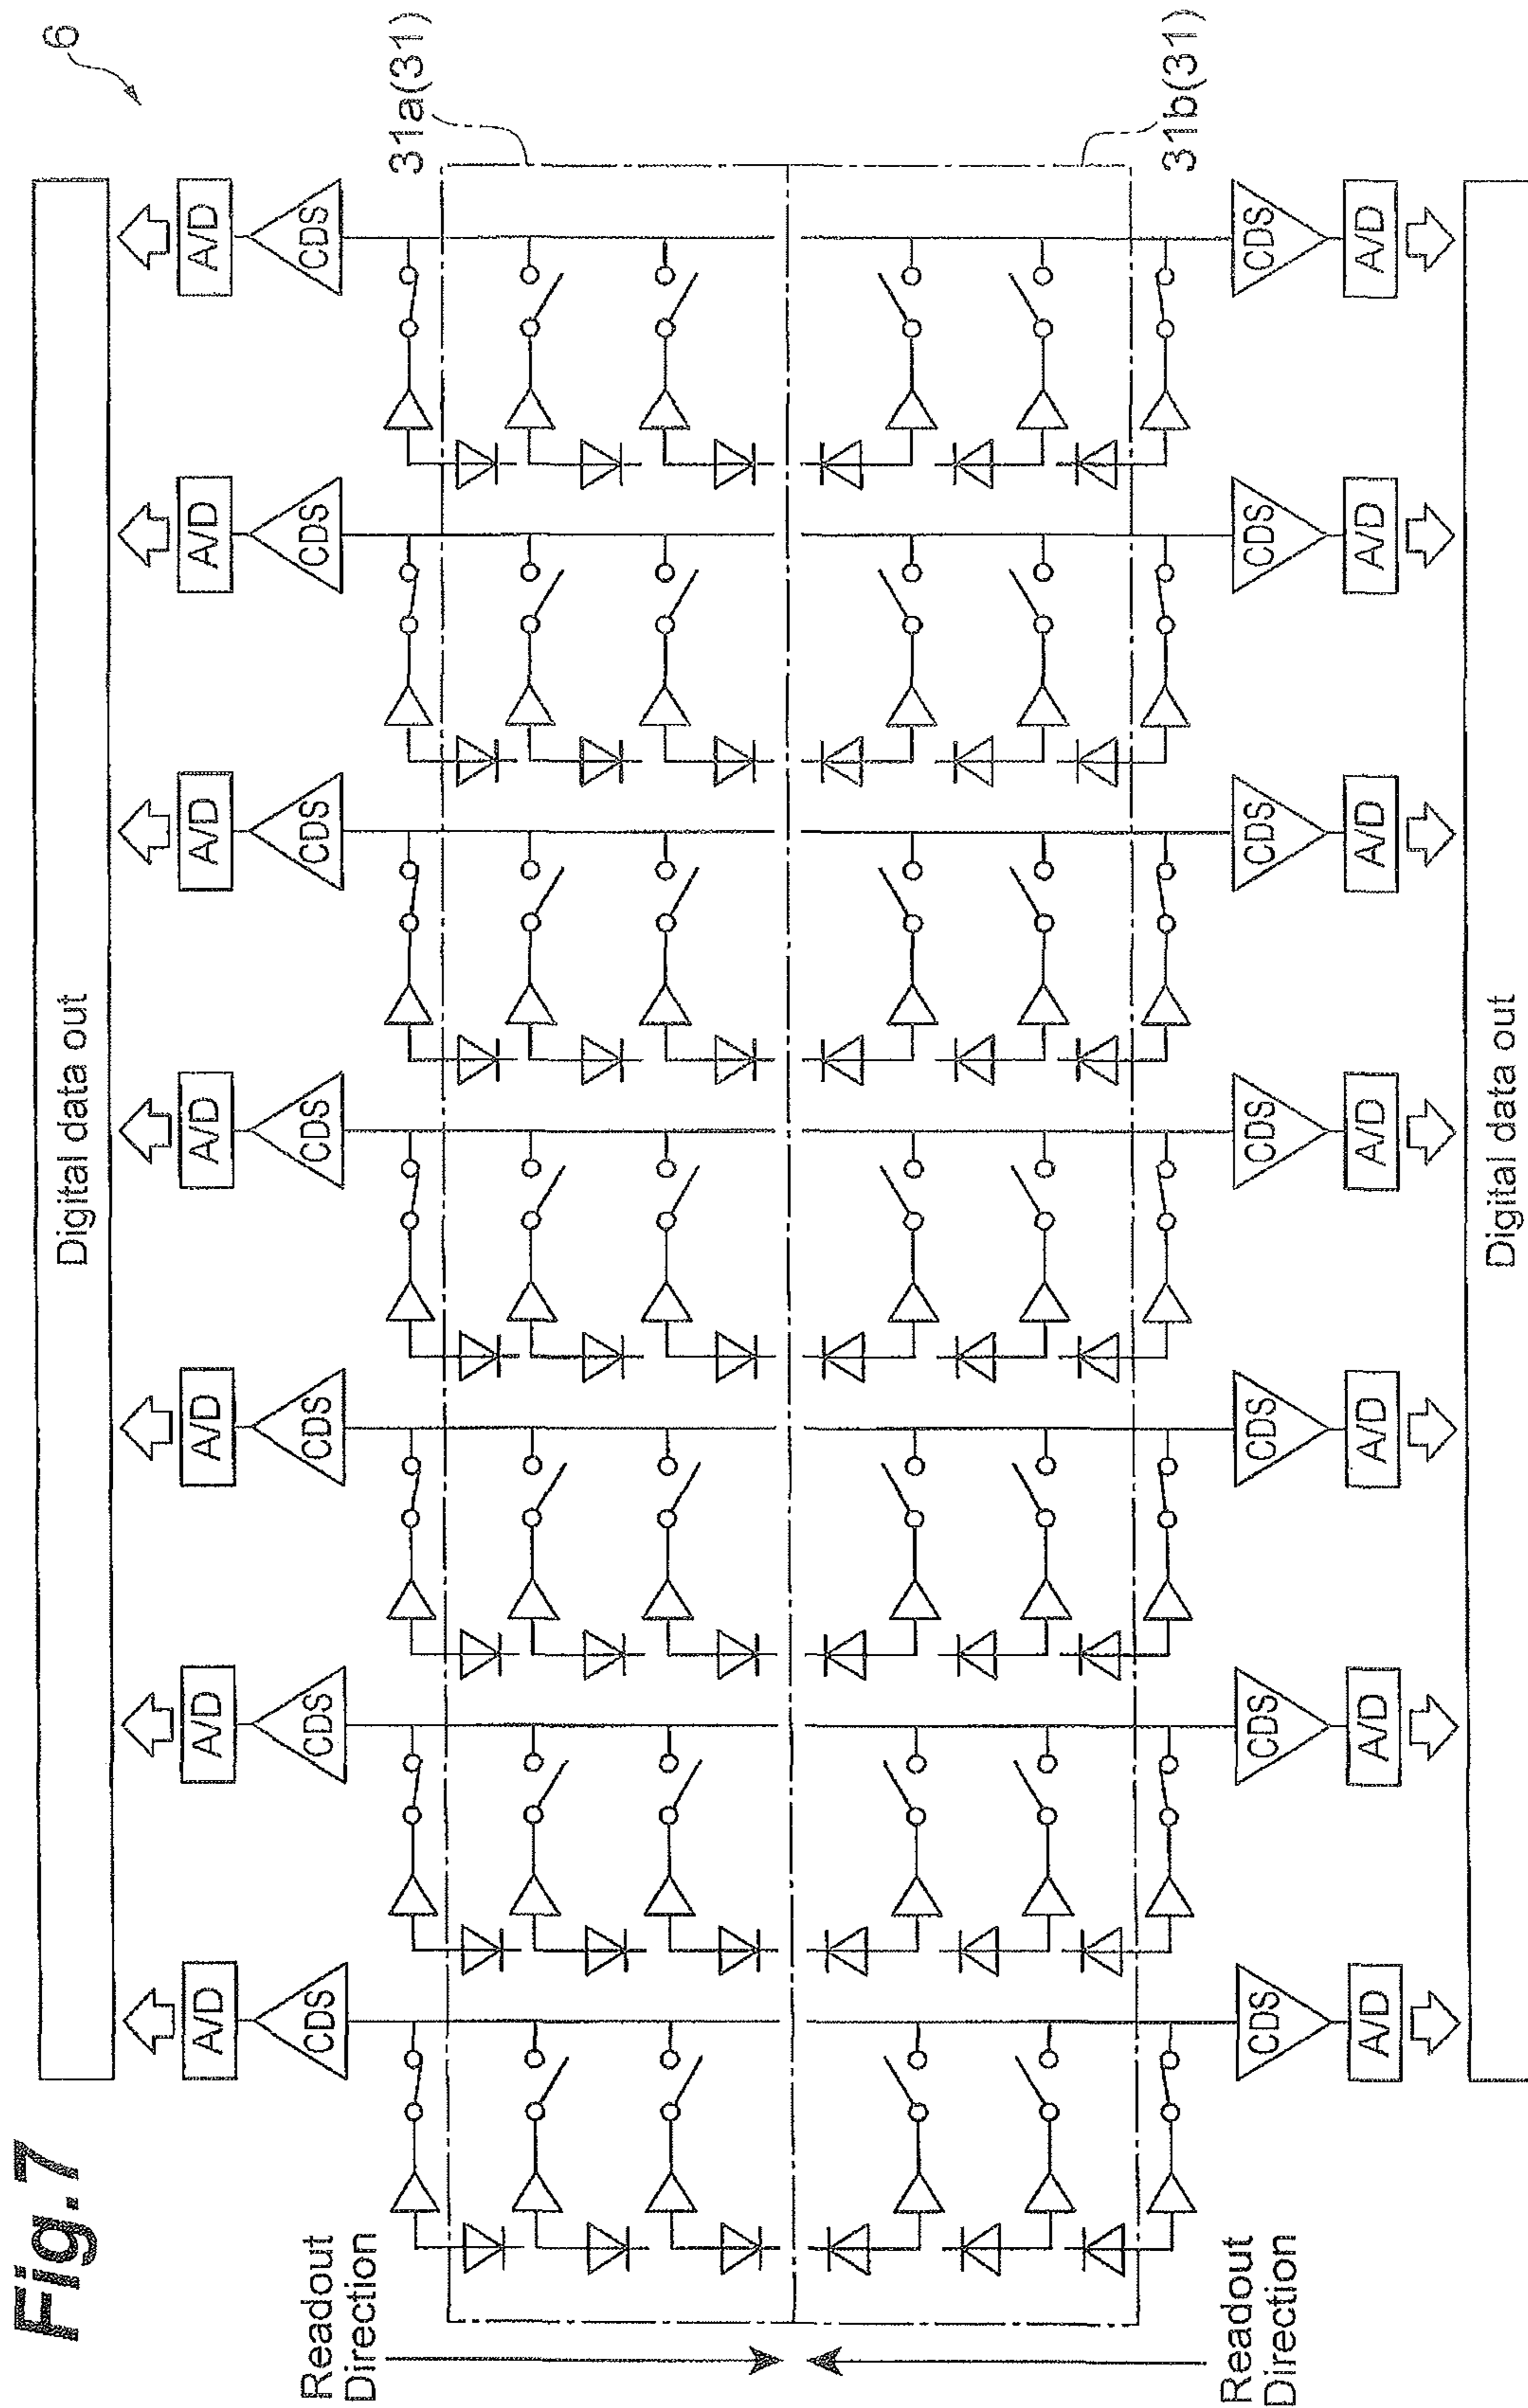 Fig.7
6
Digital data out
A/D A/D A/D A/D A/D A/D A/D
CDS CDS CDS CDS CDS CDS CDS
Readout
Direction
31a(31)
31b(31)
Readout
Direction
CDS CDS CDS CDS CDS CDS CDS
A/D A/D A/D A/D A/D A/D A/D
Digital data out